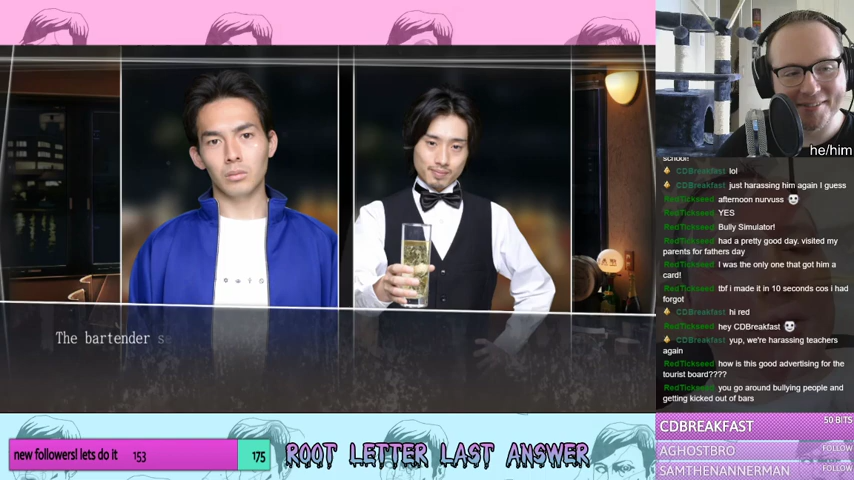 he/him
school!
CDBreakfast lol
CDBreakfast just harassing him again I guess
RedTickseed afternoon nurvuss
RedTickseed YES
RedTickseed Bully Simulator!
RedTickseed had a pretty good day. visited my
parents for fathers day
RedTickseed I was the only one that got him a
card!
RedTickseed tbf i made it in 10 seconds cos i had
forgot
CDBreakfast hi red
RedTickseed hey CDBreakfast
CDBreakfast yup, we're harassing teachers
again
RedTickseed how is this good advertising for the
tourist board????
RedTickseed you go around bullying people and
getting kicked out of bars
The bartender se
CDBREAKFAST 50 BITS
AGHOSTBRO FOLLOW
SAMTHENANNERMAN FOLLOW
new followers! lets do it 153 175
ROOT LETTER LAST ANSWER